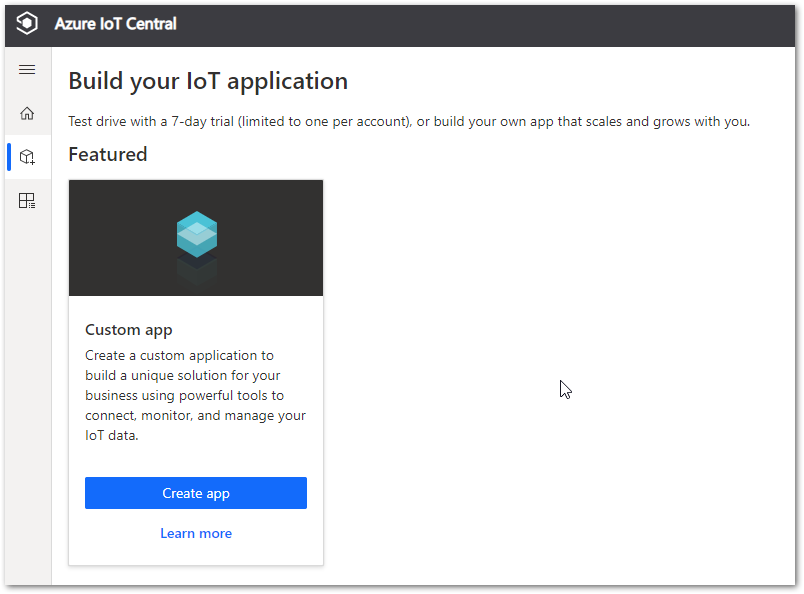 Azure IoT Central
Build your IoT application
Test drive with a 7-day trial (limited to one per account), or build your own app that scales and grows with you.
Featured
Custom app
Create a custom application to
build a unique solution for your
business using powerful tools to
connect, monitor, and manage your
IoT data.
Create app
Learn more